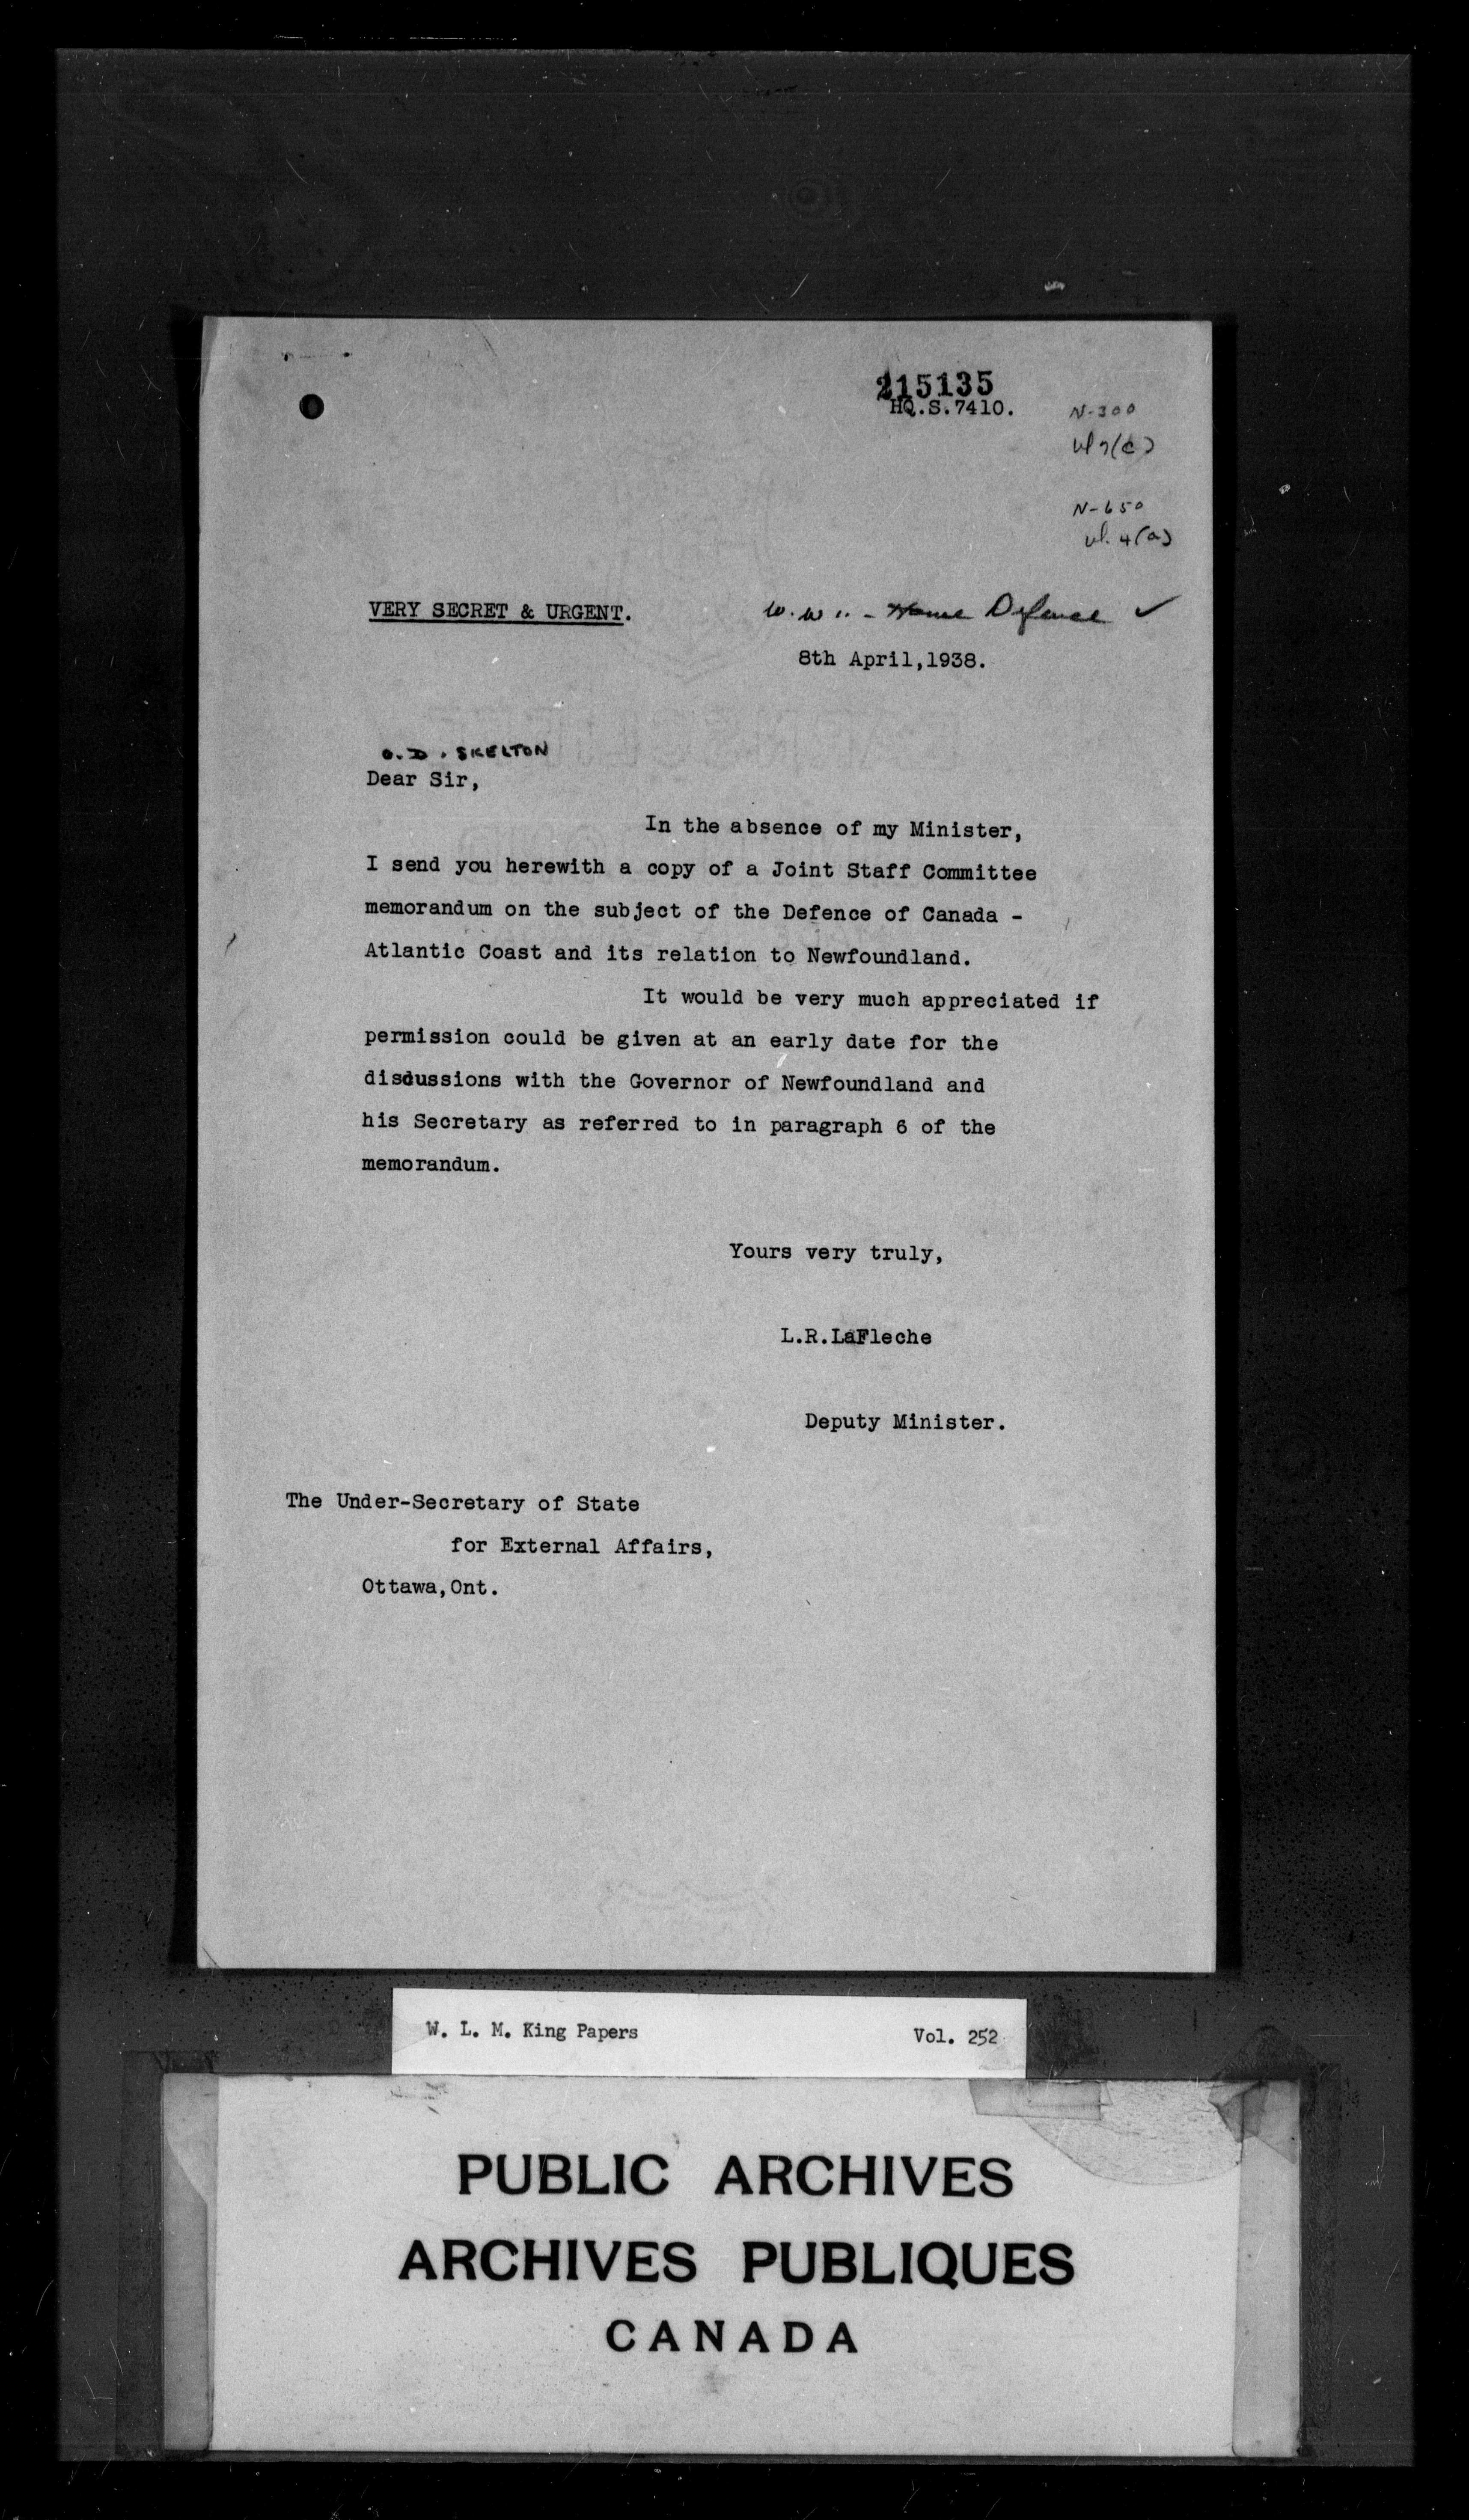 215135
HQ.S.7410.
N-300
N-650
vl. 4(a)
VERY SECRET & URGENT.
Home Defence ✓
8th April,1938.
O.D. SKELTON
Dear Sir,
In the absence of my Minister,
I send you herewith a copy of a Joint Staff Committee
memorandum on the subject of the Defence of Canada -
Atlantic Coast and its relation to Newfoundland.
It would be very much appreciated if
permission could be given at an early date for the
discussions with the Governor of Newfoundland and
his Secretary as referred to in paragraph 6 of the
memorandum.
Yours very truly,
L.R.LaFleche
Deputy Minister.
The Under-Secretary of State
for External Affairs,
Ottawa,Ont.
W. L. M. King Papers Vol. 252
PUBLIC ARCHIVES
ARCHIVES PUBLIQUES
CANADA